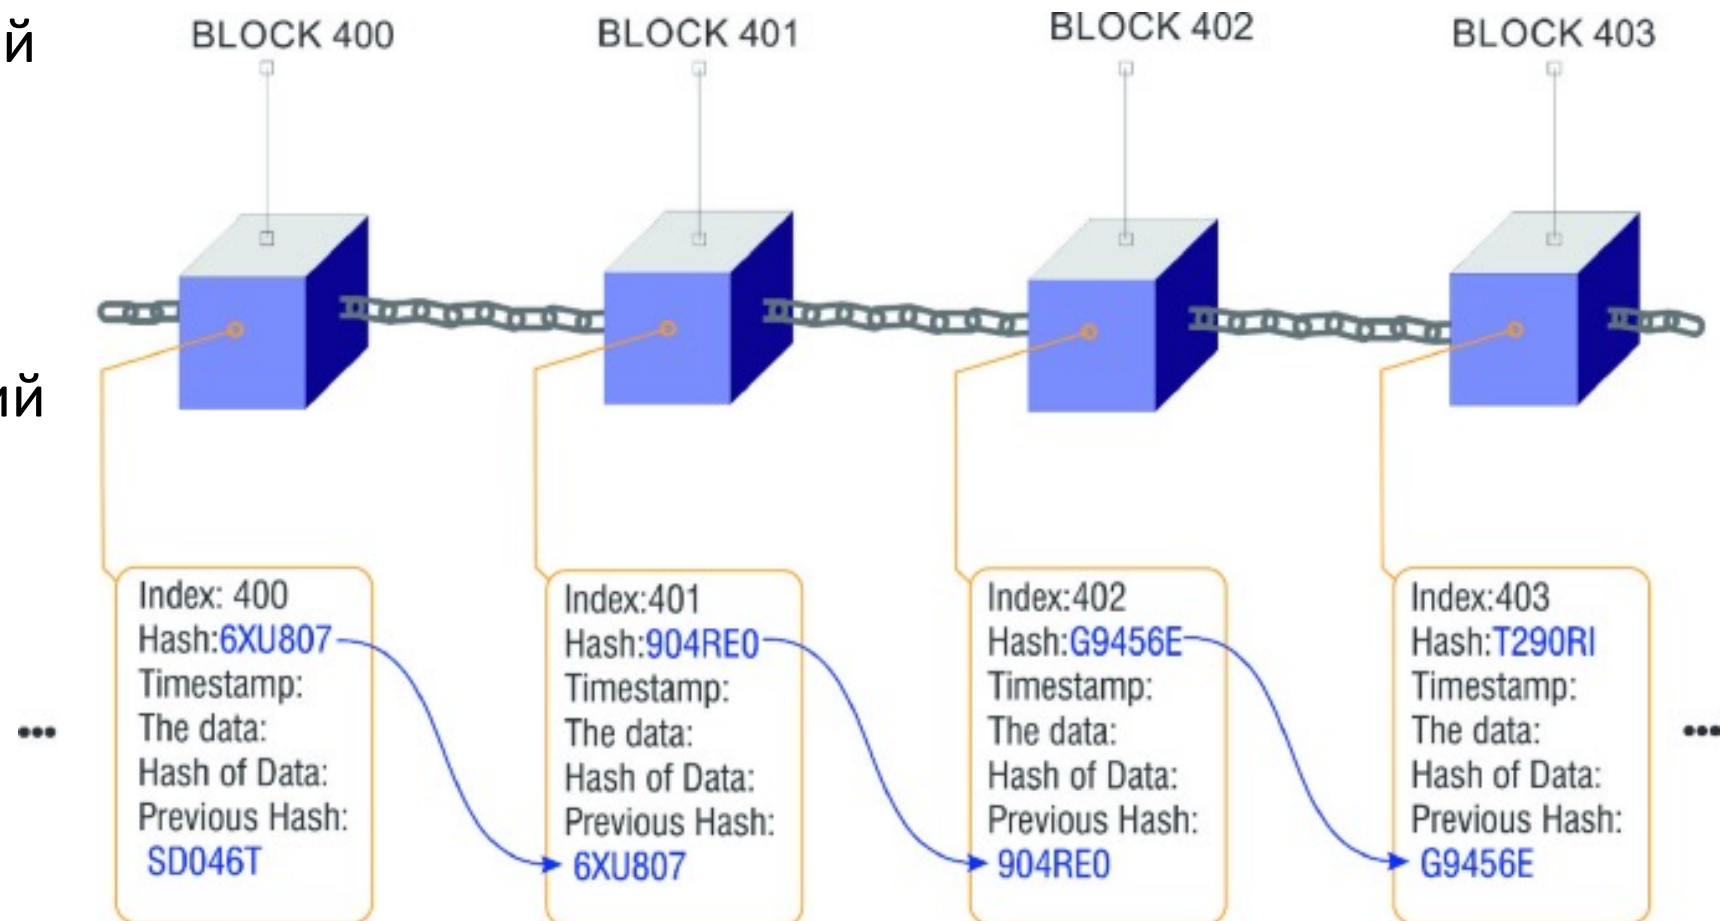 й
BLOCK 400
BLOCK 401
BLOCK 402
BLOCK 403
ий
Index: 400
Hash:6XU807
Timestamp:
The data:
Hash of Data:
Previous Hash:
SD046T
Index:401
Hash:904RE0
Timestamp:
The data:
Hash of Data:
Previous Hash:
6XU807
Index:402
Hash:G9456E
Timestamp:
The data:
Hash of Data:
Previous Hash:
904RE0
Index:403
Hash:T290RI
Timestamp:
The data:
Hash of Data:
Previous Hash:
G9456E
...
...